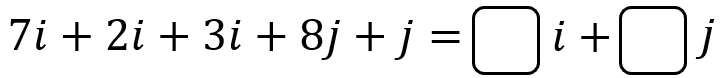 7i + 2i + 3i + 8j + j = □ i + □ j